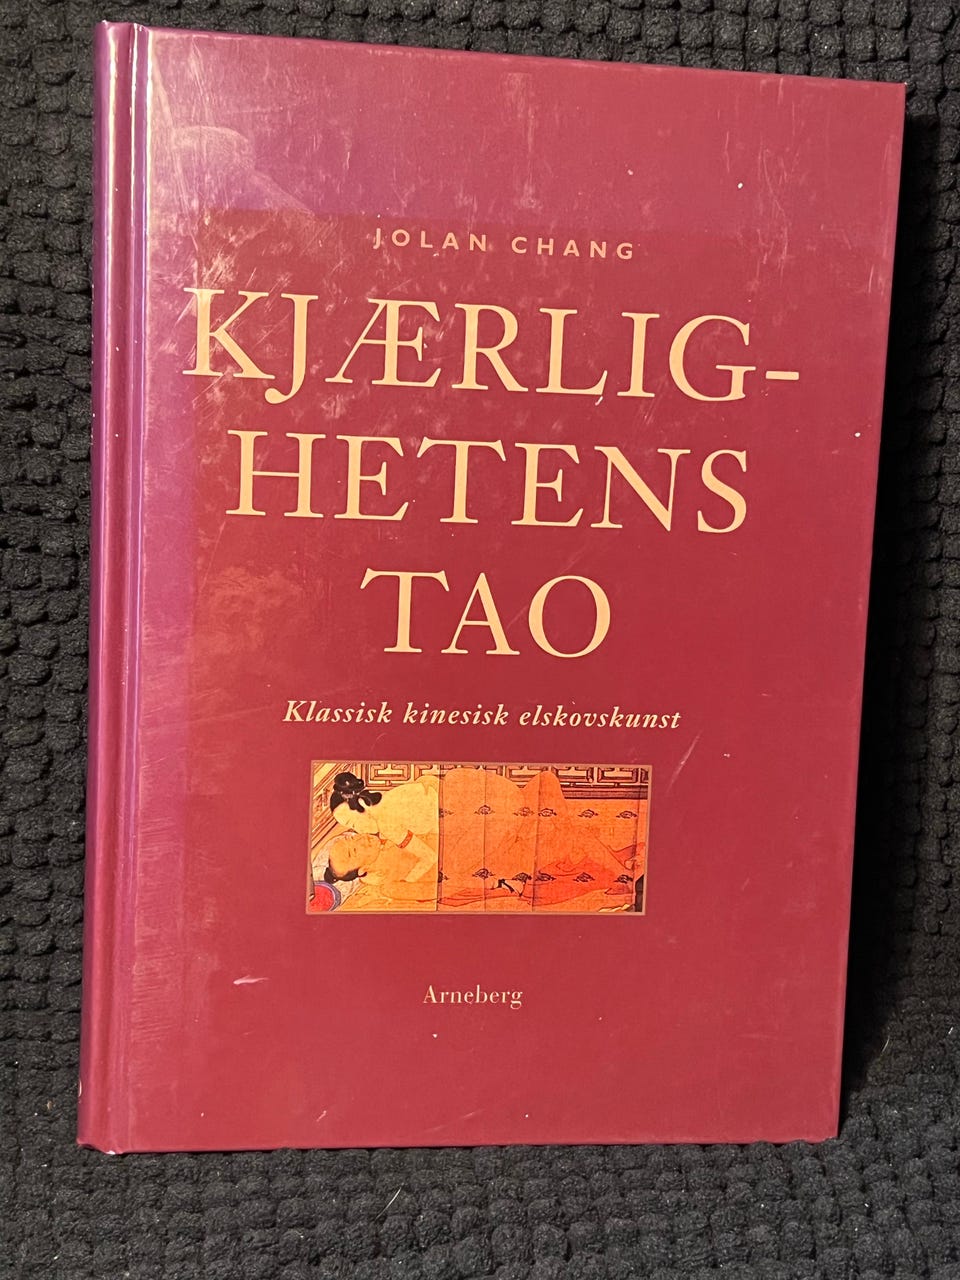 JOLAN CHANG
KJÆRLIG-
HETENS
TAO
Klassisk kinesisk elskovskunst
Arneberg